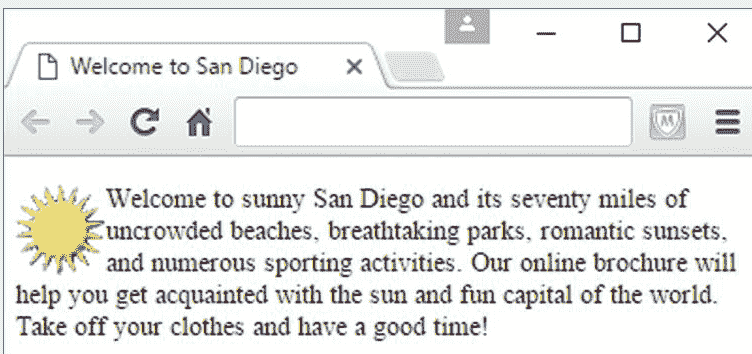 Welcome to San Diego
Welcome to sunny San Diego and its seventy miles of
uncrowded beaches, breathtaking parks, romantic sunsets,
and numerous sporting activities. Our online brochure will
help you get acquainted with the sun and fun capital of the world.
Take off your clothes and have a good time!